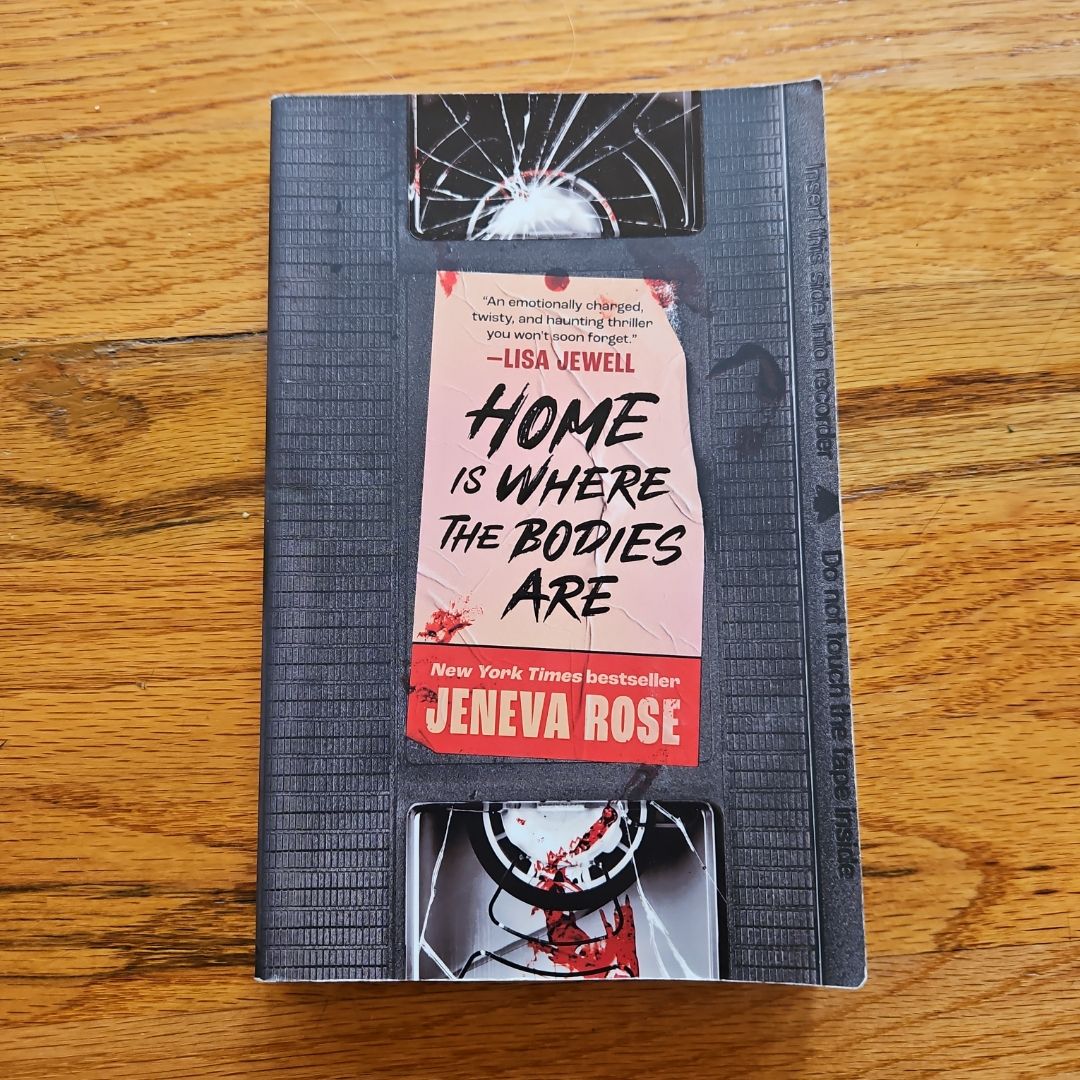 “An emotionally charged,
twisty, and haunting thriller
you won’t soon forget.”
—LISA JEWELL
HOME
IS WHERE
THE BODIES
ARE
New York Times bestseller
JENEVA ROSE
Insert this side into recorder
Do not touch the tape inside